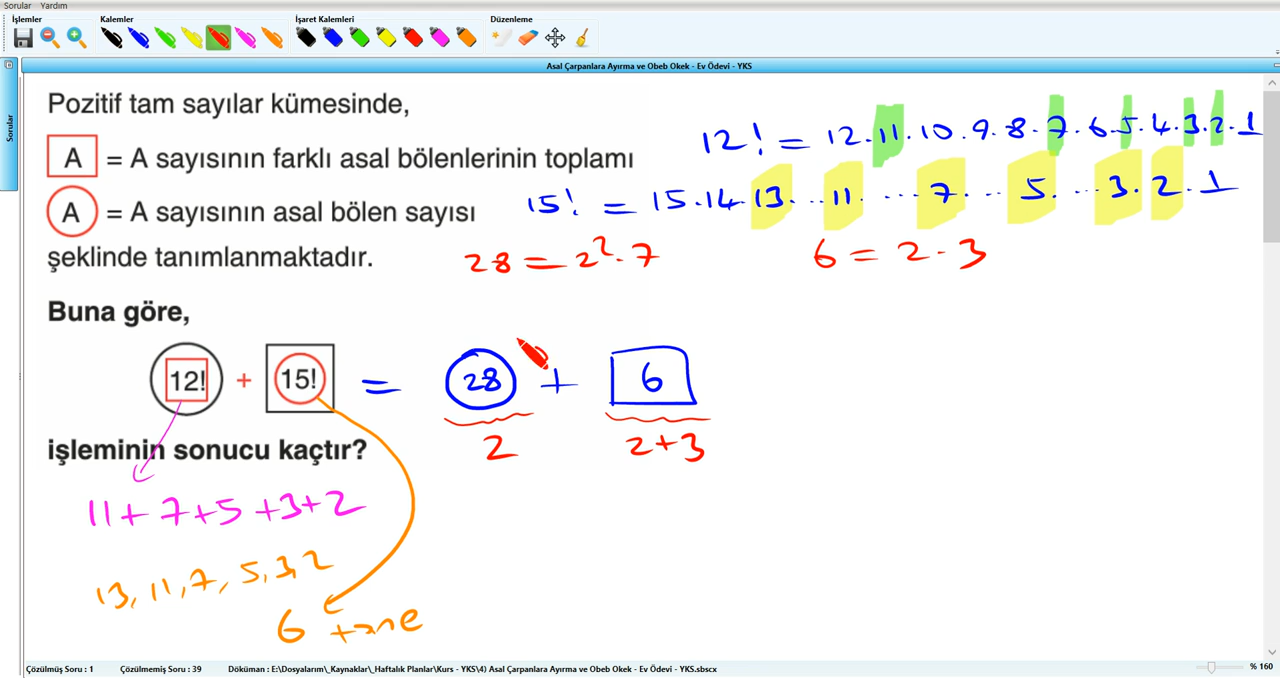 Sorular Yardım
İşlemler Kalemler İşaret Kalemleri Düzenleme
Asal Çarpanlara Ayırma ve Obeb Okek - Ev Ödevi - YKS
Sorular
Pozitif tam sayılar kümesinde,
A = A sayısının farklı asal bölenlerinin toplamı
A = A sayısının asal bölen sayısı
şeklinde tanımlanmaktadır.
12! = 12.11.10.9.8.7.6.5.4.3.2.1
15! = 15.14.13...11...7...5...3.2.1
28 = 2².7
6 = 2.3
Buna göre,
12! + 15! = 28 + 6
2 2+3
işleminin sonucu kaçtır?
11+7+5+3+2
13, 11, 7, 5, 3, 2
6 tane
Çözülmüş Soru : 1 Çözülmemiş Soru : 39 Döküman : E:\Dosyalarım\_Kaynaklar\_Haftalık Planlar\Kurs - YKS\4) Asal Çarpanlara Ayırma ve Obeb Okek - Ev Ödevi - YKS.sbscx % 160